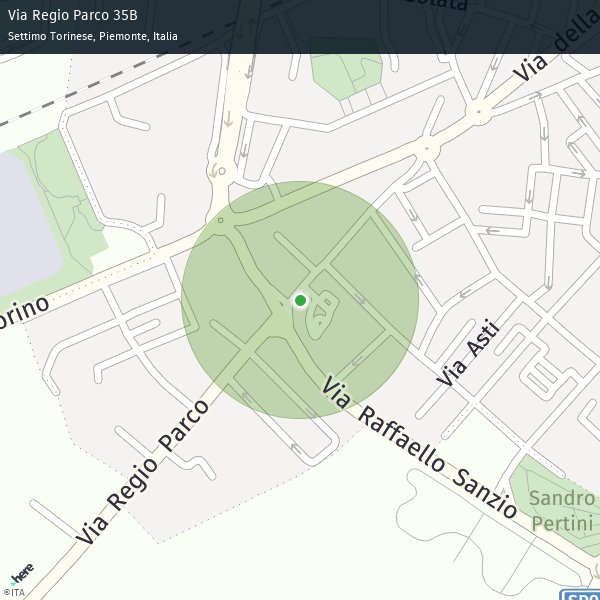 Via Regio Parco 35B
Settimo Torinese, Piemonte, Italia
Via della
Via Asti
Via Raffaello Sanzio
Via Regio Parco
Sandro
Pertini
here
©ITA